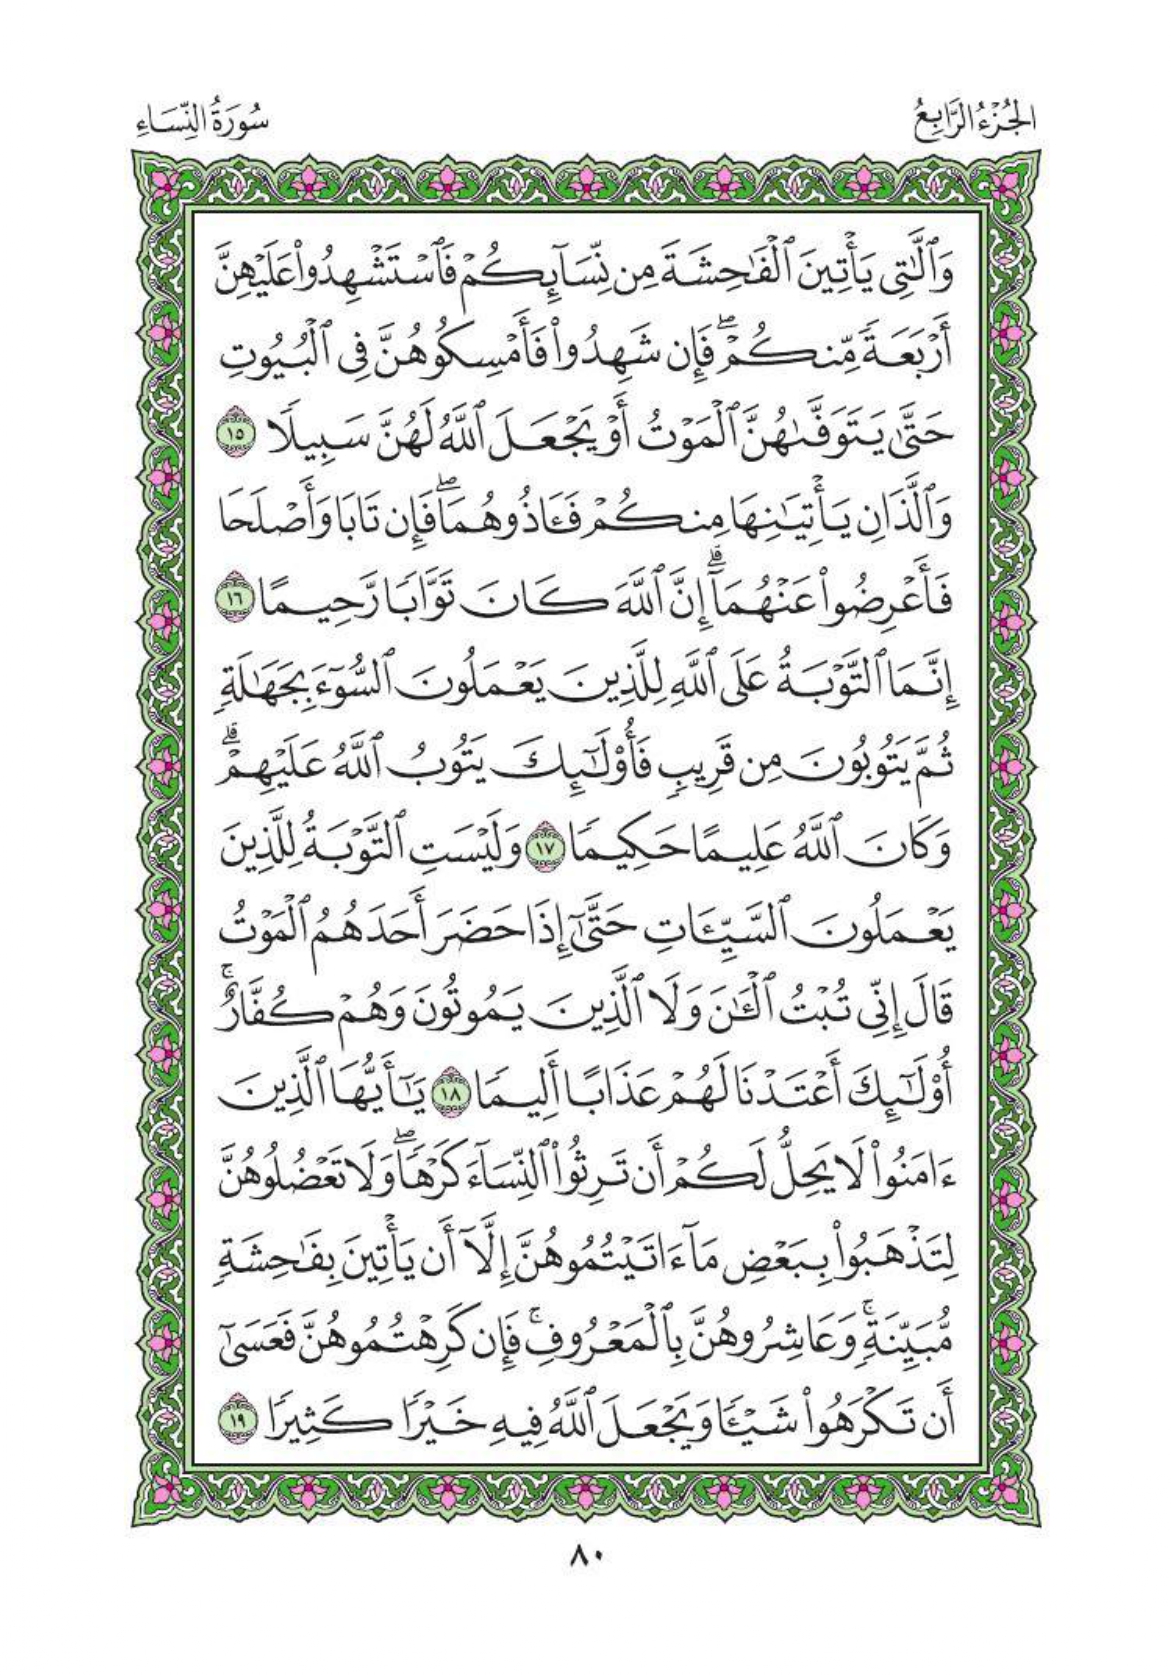 الجُزْءُ الرَّابِعُ
سُورَةُ النِّسَاءِ
وَٱلَّٰتِى يَأْتِينَ ٱلْفَٰحِشَةَ مِن نِّسَآئِكُمْ فَٱسْتَشْهِدُوا۟ عَلَيْهِنَّ
أَرْبَعَةً مِّنكُمْ ۖ فَإِن شَهِدُوا۟ فَأَمْسِكُوهُنَّ فِى ٱلْبُيُوتِ
حَتَّىٰ يَتَوَفَّىٰهُنَّ ٱلْمَوْتُ أَوْ يَجْعَلَ ٱللَّهُ لَهُنَّ سَبِيلًا ١٥
وَٱلَّذَانِ يَأْتِيَٰنِهَا مِنكُمْ فَـَٔاذُوهُمَا ۖ فَإِن تَابَا وَأَصْلَحَا
فَأَعْرِضُوا۟ عَنْهُمَآ ۗ إِنَّ ٱللَّهَ كَانَ تَوَّابًا رَّحِيمًا ١٦
إِنَّمَا ٱلتَّوْبَةُ عَلَى ٱللَّهِ لِلَّذِينَ يَعْمَلُونَ ٱلسُّوٓءَ بِجَهَٰلَةٍ
ثُمَّ يَتُوبُونَ مِن قَرِيبٍ فَأُو۟لَٰٓئِكَ يَتُوبُ ٱللَّهُ عَلَيْهِمْ ۗ
وَكَانَ ٱللَّهُ عَلِيمًا حَكِيمًا ١٧ وَلَيْسَتِ ٱلتَّوْبَةُ لِلَّذِينَ
يَعْمَلُونَ ٱلسَّيِّـَٔاتِ حَتَّىٰٓ إِذَا حَضَرَ أَحَدَهُمُ ٱلْمَوْتُ
قَالَ إِنِّى تُبْتُ ٱلْـَٰٔنَ وَلَا ٱلَّذِينَ يَمُوتُونَ وَهُمْ كُفَّارٌ ۚ
أُو۟لَٰٓئِكَ أَعْتَدْنَا لَهُمْ عَذَابًا أَلِيمًا ١٨ يَٰٓأَيُّهَا ٱلَّذِينَ
ءَامَنُوا۟ لَا يَحِلُّ لَكُمْ أَن تَرِثُوا۟ ٱلنِّسَآءَ كَرْهًا ۖ وَلَا تَعْضُلُوهُنَّ
لِتَذْهَبُوا۟ بِبَعْضِ مَآ ءَاتَيْتُمُوهُنَّ إِلَّآ أَن يَأْتِينَ بِفَٰحِشَةٍ
مُّبَيِّنَةٍ ۚ وَعَاشِرُوهُنَّ بِٱلْمَعْرُوفِ ۚ فَإِن كَرِهْتُمُوهُنَّ فَعَسَىٰٓ
أَن تَكْرَهُوا۟ شَيْـًٔا وَيَجْعَلَ ٱللَّهُ فِيهِ خَيْرًا كَثِيرًا ١٩
٨٠